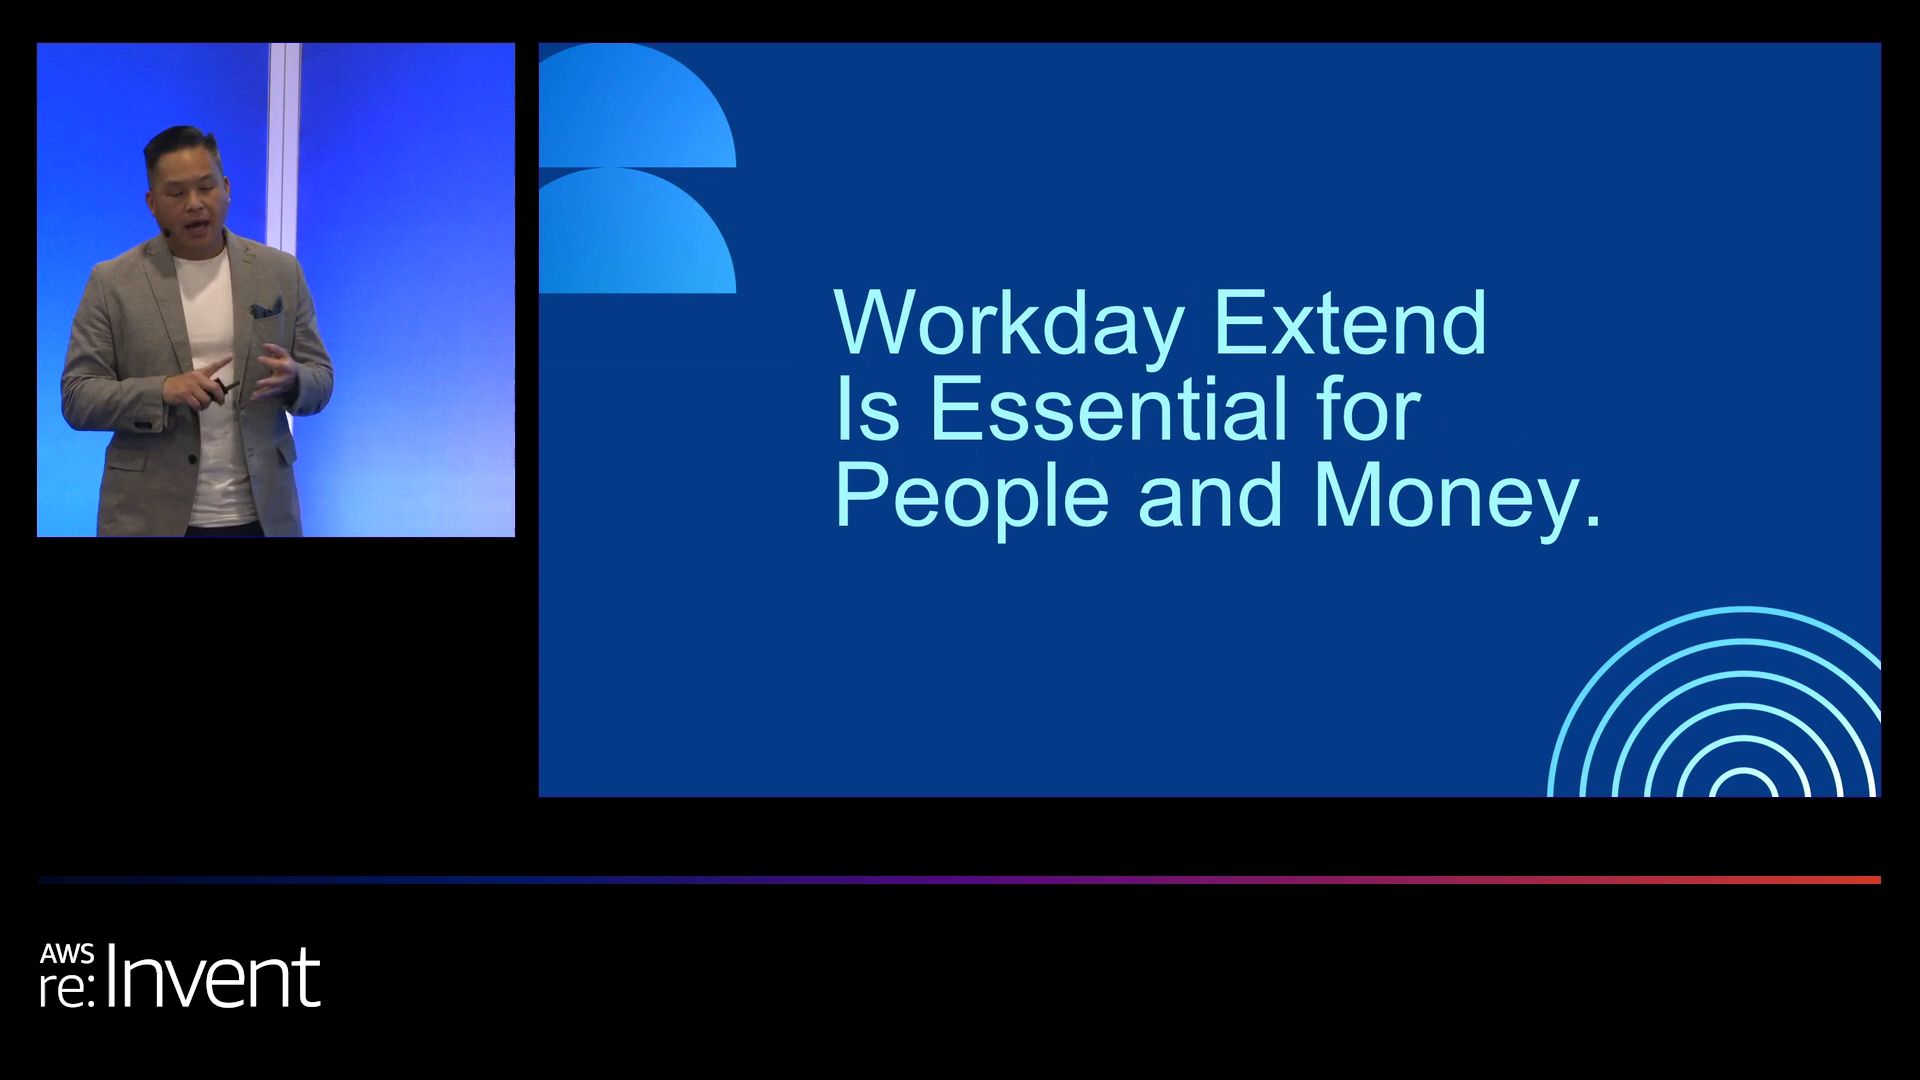 Workday Extend
Is Essential for
People and Money.
AWS
re:Invent